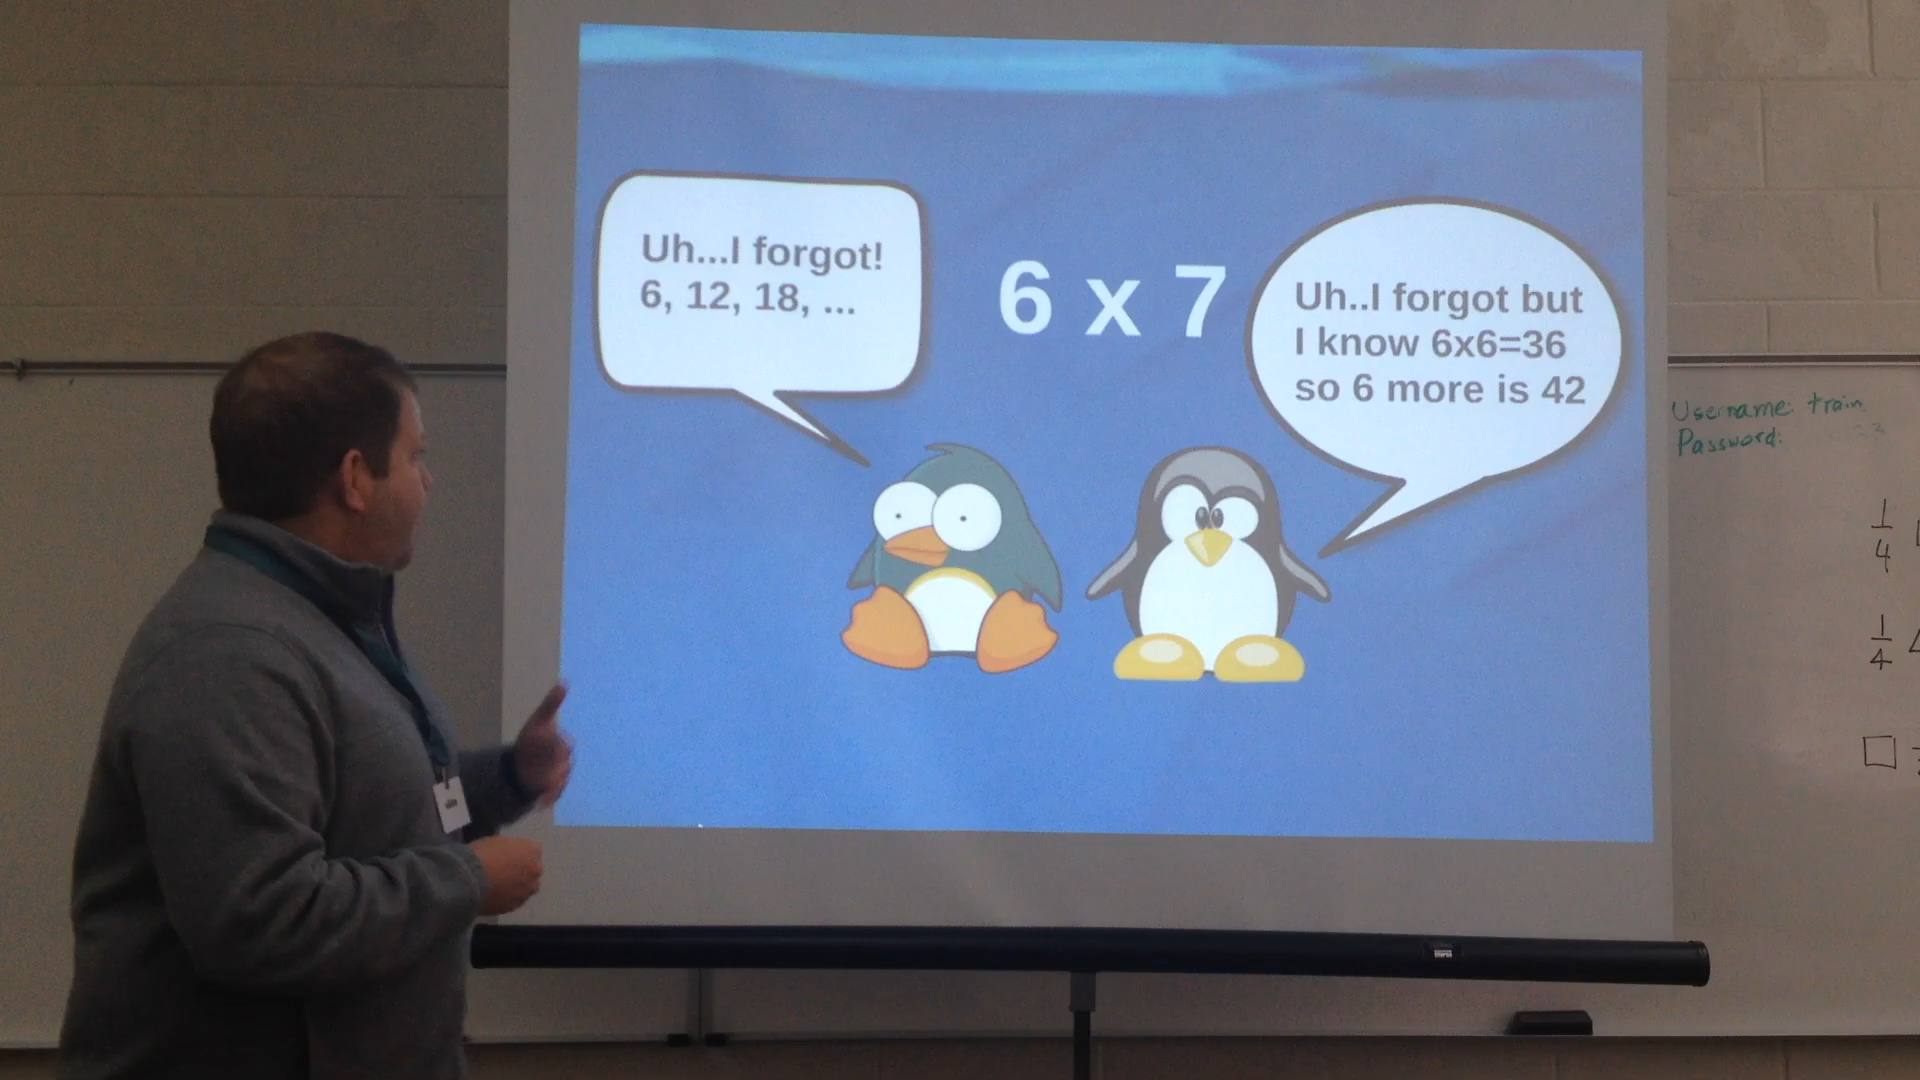 Uh...I forgot!
6, 12, 18, ...
6 x 7
Uh..I forgot but
I know 6x6=36
so 6 more is 42
Username: train
Password:
1
4
1
4